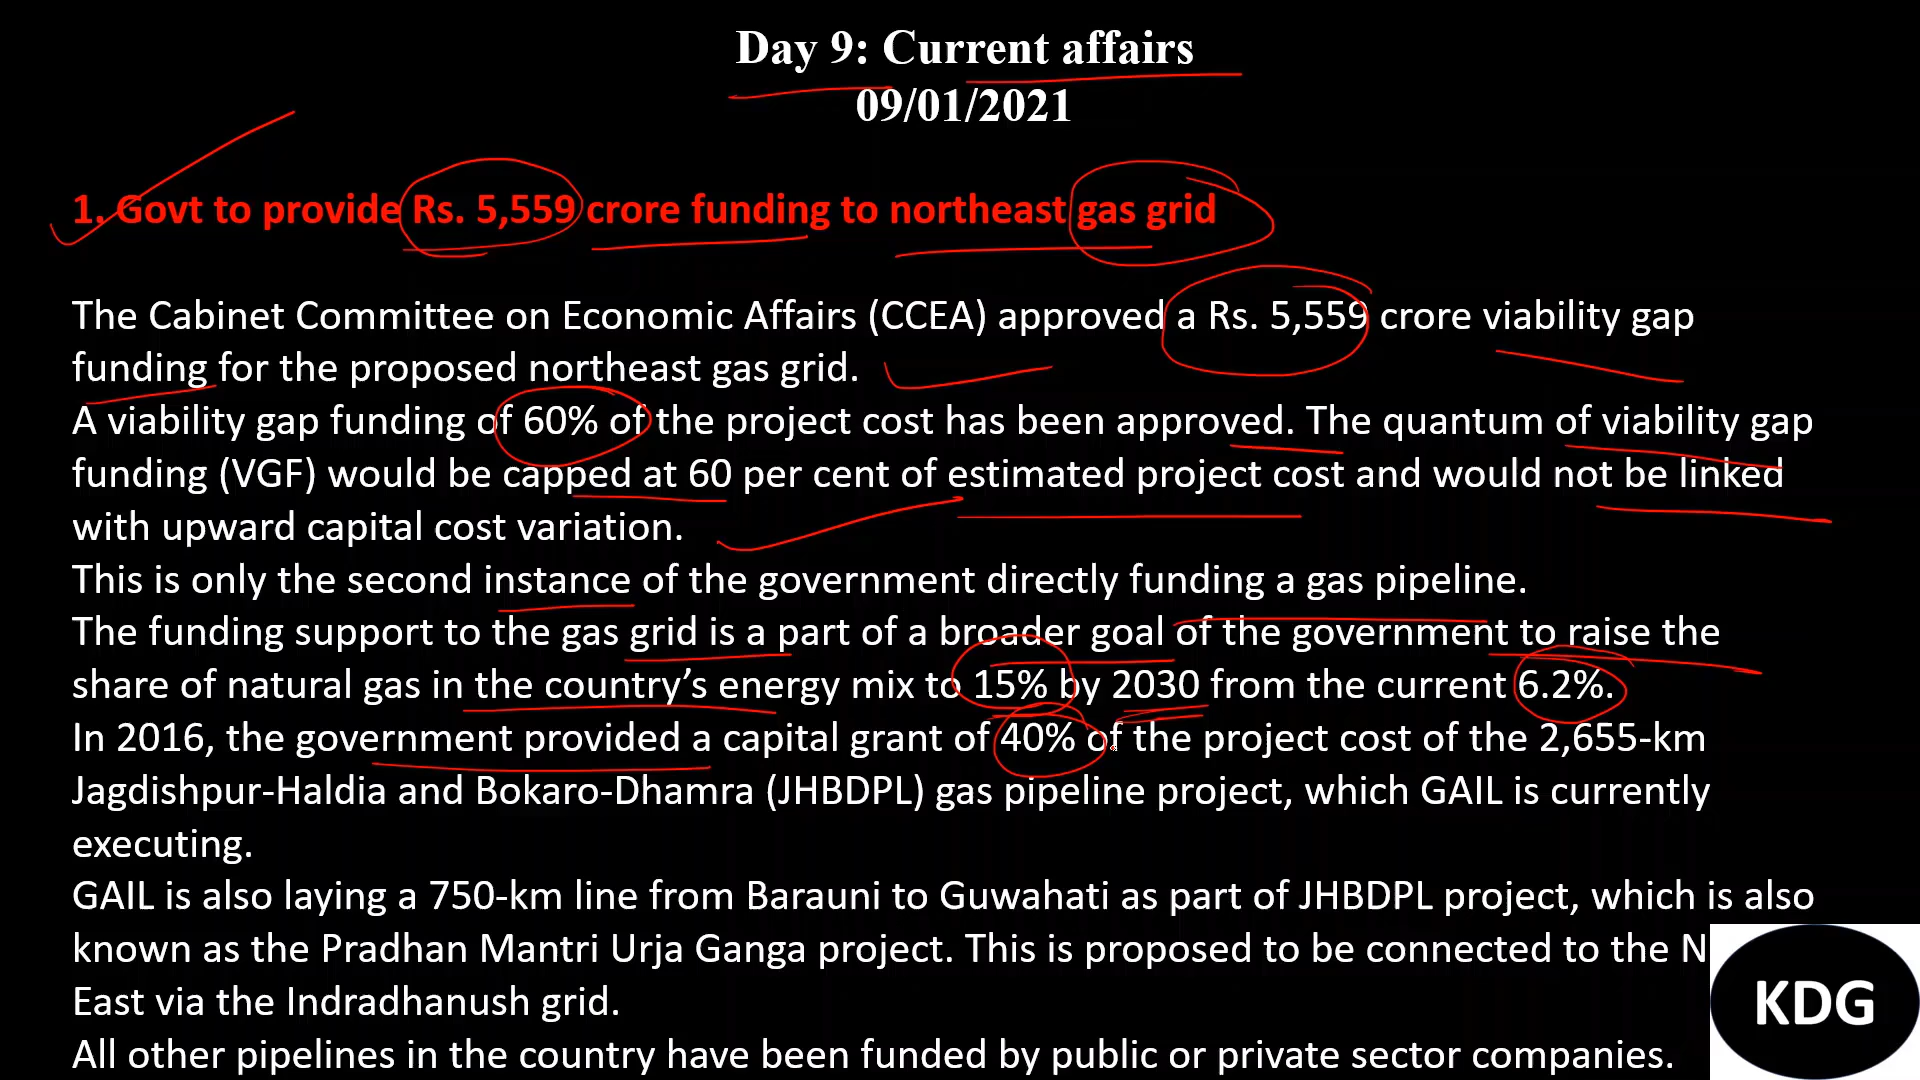 Day 9: Current affairs
09/01/2021
1. Govt to provide Rs. 5,559 crore funding to northeast gas grid
The Cabinet Committee on Economic Affairs (CCEA) approved a Rs. 5,559 crore viability gap
funding for the proposed northeast gas grid.
A viability gap funding of 60% of the project cost has been approved. The quantum of viability gap
funding (VGF) would be capped at 60 per cent of estimated project cost and would not be linked
with upward capital cost variation.
This is only the second instance of the government directly funding a gas pipeline.
The funding support to the gas grid is a part of a broader goal of the government to raise the
share of natural gas in the country’s energy mix to 15% by 2030 from the current 6.2%.
In 2016, the government provided a capital grant of 40% of the project cost of the 2,655-km
Jagdishpur-Haldia and Bokaro-Dhamra (JHBDPL) gas pipeline project, which GAIL is currently
executing.
GAIL is also laying a 750-km line from Barauni to Guwahati as part of JHBDPL project, which is also
known as the Pradhan Mantri Urja Ganga project. This is proposed to be connected to the N
East via the Indradhanush grid.
All other pipelines in the country have been funded by public or private sector companies.
KDG